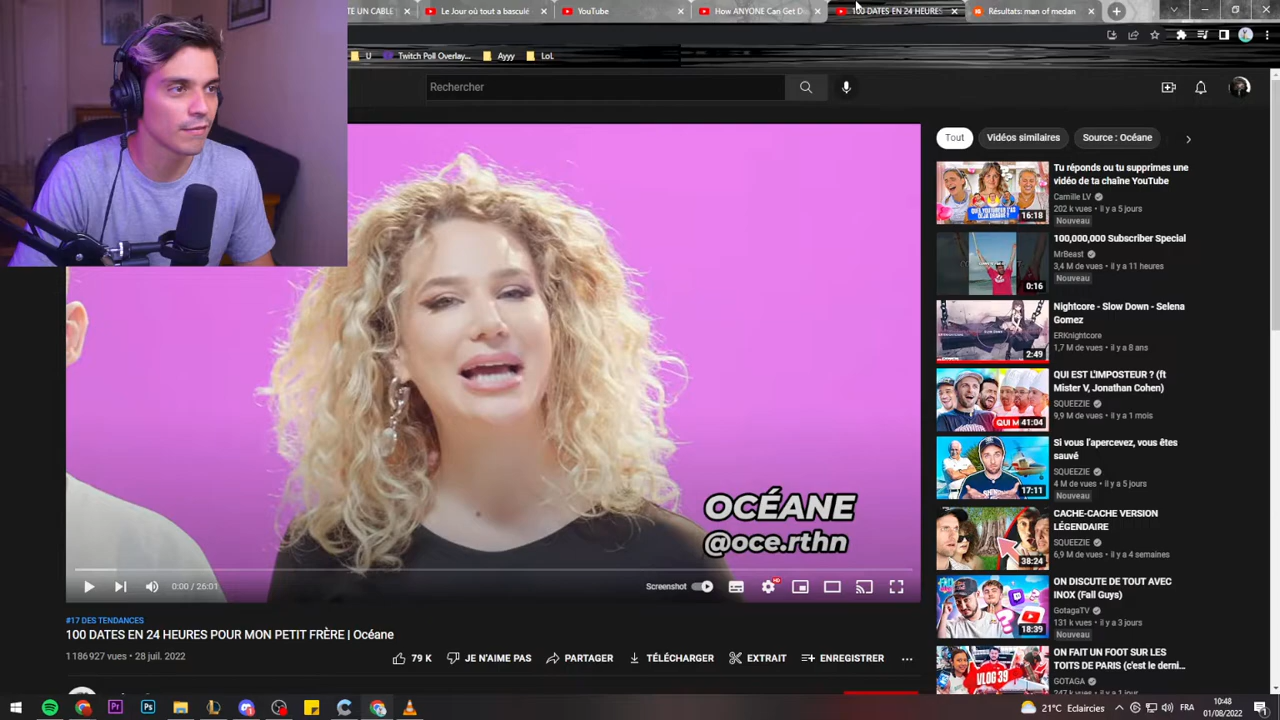 TE UN CABLE
Le Jour où tout a basculé
YouTube
How ANYONE Can Get D
100 DATES EN 24 HEURES
Résultats: man of medan
U
Twitch Poll Overlay...
Ayyy
LoL
Rechercher
Tout
Vidéos similaires
Source : Océane
OCÉANE
@oce.rthn
0:00 / 26:01
Screenshot
HD
#17 DES TENDANCES
100 DATES EN 24 HEURES POUR MON PETIT FRÈRE | Océane
1 186 927 vues • 28 juil. 2022
79 K
JE N'AIME PAS
PARTAGER
TÉLÉCHARGER
EXTRAIT
ENREGISTRER
16:18
Tu réponds ou tu supprimes une
vidéo de ta chaîne YouTube
Camille LV
202 k vues • il y a 5 jours
Nouveau
0:16
100,000,000 Subscriber Special
MrBeast
3,4 M de vues • il y a 11 heures
Nouveau
2:49
Nightcore - Slow Down - Selena
Gomez
ERKnightcore
1,7 M de vues • il y a 8 ans
QUI M
41:04
QUI EST L'IMPOSTEUR ? (ft
Mister V, Jonathan Cohen)
SQUEEZIE
9,9 M de vues • il y a 1 mois
17:11
Si vous l'apercevez, vous êtes
sauvé
SQUEEZIE
4 M de vues • il y a 5 jours
Nouveau
38:24
CACHE-CACHE VERSION
LÉGENDAIRE
SQUEEZIE
6,9 M de vues • il y a 4 semaines
18:39
ON DISCUTE DE TOUT AVEC
INOX (Fall Guys)
GotagaTV
131 k vues • il y a 3 jours
Nouveau
VLOG 39
ON FAIT UN FOOT SUR LES
TOITS DE PARIS (c'est le derni...
GOTAGA
21°C Eclaircies
FRA
10:48
01/08/2022